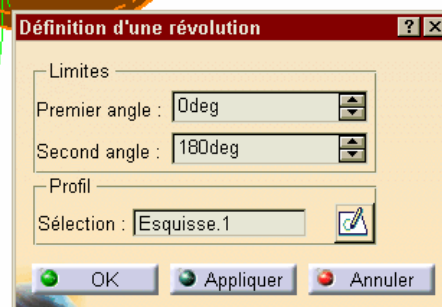 Définition d'une révolution ? X
Limites
Premier angle : 0deg
Second angle : 180deg
Profil
Sélection : Esquisse.1
OK Appliquer Annuler